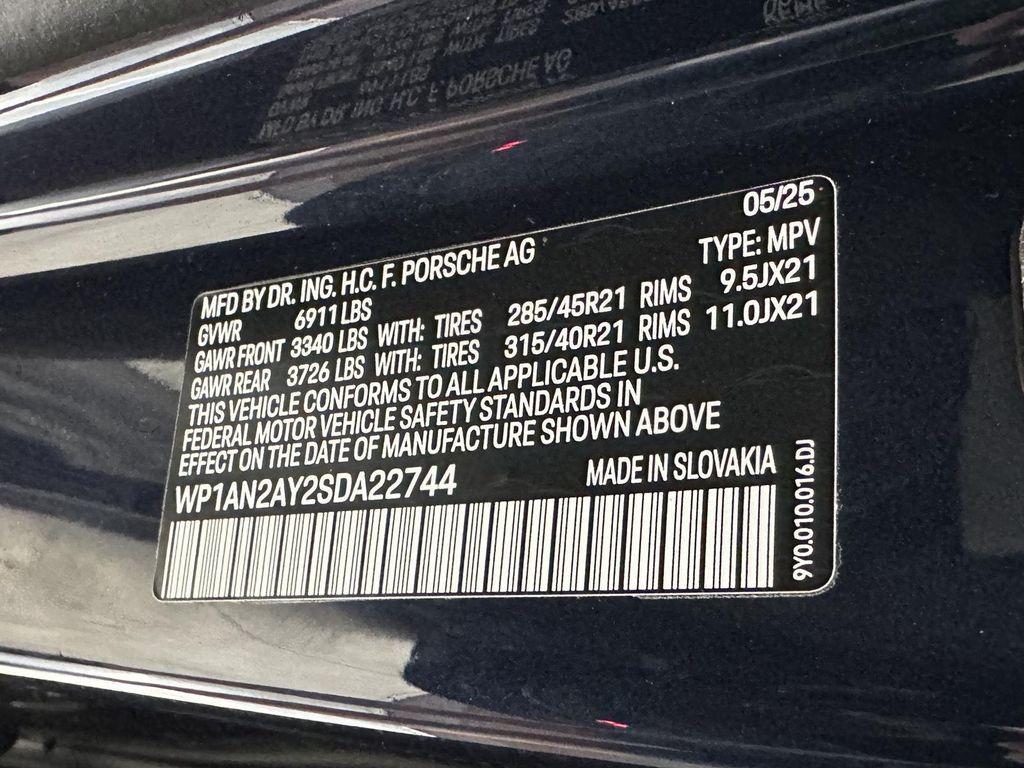 05/25
MFD BY DR. ING. H.C. F. PORSCHE AG TYPE: MPV
GVWR 6911 LBS
GAWR FRONT 3340 LBS WITH: TIRES 285/45R21 RIMS 9.5JX21
GAWR REAR 3726 LBS WITH: TIRES 315/40R21 RIMS 11.0JX21
THIS VEHICLE CONFORMS TO ALL APPLICABLE U.S.
FEDERAL MOTOR VEHICLE SAFETY STANDARDS IN
EFFECT ON THE DATE OF MANUFACTURE SHOWN ABOVE
WP1AN2AY2SDA22744 MADE IN SLOVAKIA
9Y0.010.016.DJ